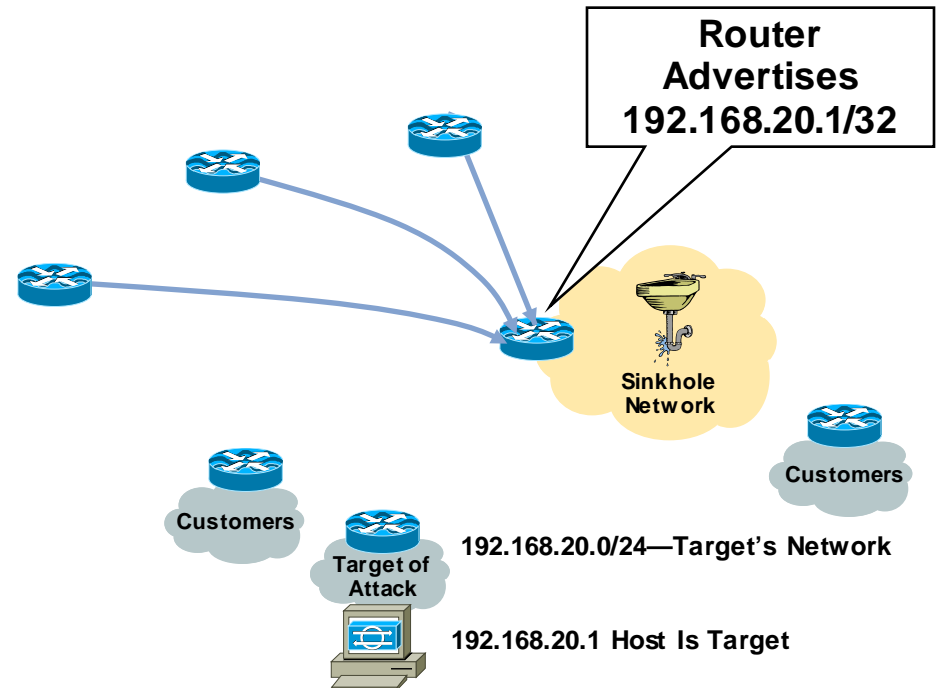 Router
Advertises
192.168.20.1/32
Sinkhole
Network
Customers
Customers
192.168.20.0/24—Target's Network
Target of
Attack
192.168.20.1 Host Is Target